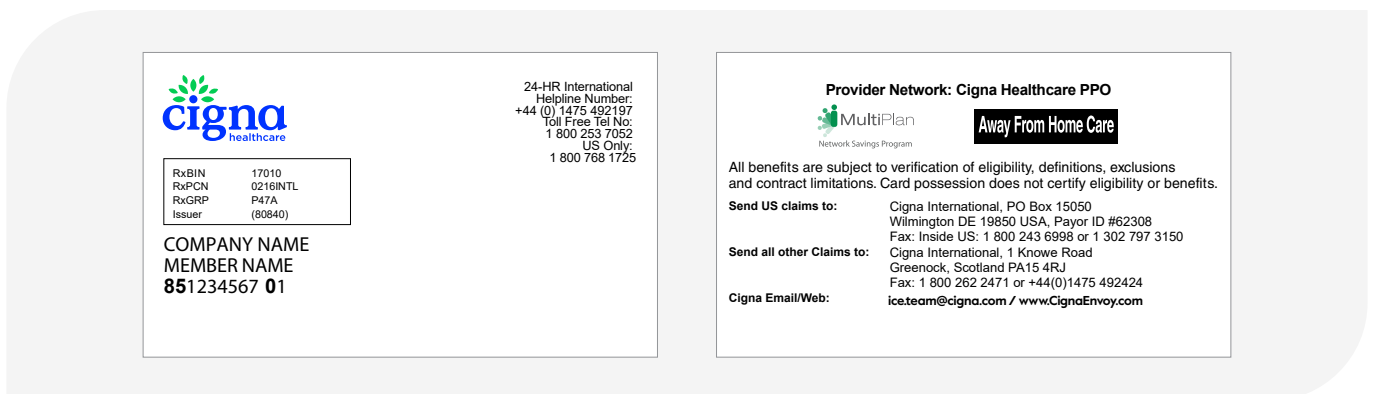 cigna
healthcare
24-HR International
Helpline Number:
+44 (0) 1475 492197
Toll Free Tel No:
1 800 253 7052
US Only:
1 800 768 1725
RxBIN 17010
RxPCN 0216INTL
RxGRP P47A
Issuer (80840)
COMPANY NAME
MEMBER NAME
851234567 01
Provider Network: Cigna Healthcare PPO
MultiPlan
Network Savings Program
Away From Home Care
All benefits are subject to verification of eligibility, definitions, exclusions
and contract limitations. Card possession does not certify eligibility or benefits.
Send US claims to: Cigna International, PO Box 15050
Wilmington DE 19850 USA, Payor ID #62308
Fax: Inside US: 1 800 243 6998 or 1 302 797 3150
Send all other Claims to: Cigna International, 1 Knowe Road
Greenock, Scotland PA15 4RJ
Fax: 1 800 262 2471 or +44(0)1475 492424
Cigna Email/Web: ice.team@cigna.com / www.CignaEnvoy.com